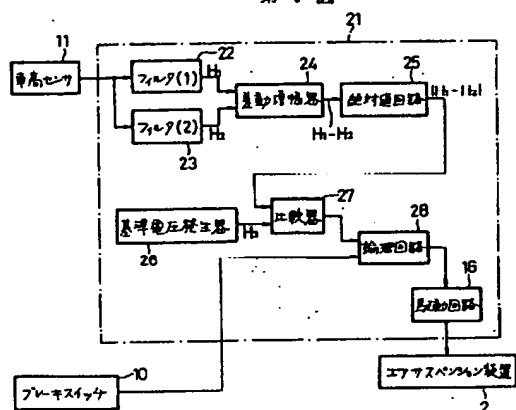 21
11
22
車高センサ
フィルタ(1)
H1
24
25
差動増幅器
絶対値回路
|H1-H2|
フィルタ(2)
H2
H1-H2
23
27
基準電圧発生器
H3
比較器
28
26
論理回路
16
駆動回路
10
ブレーキスイッチ
エアサスペンション装置
2